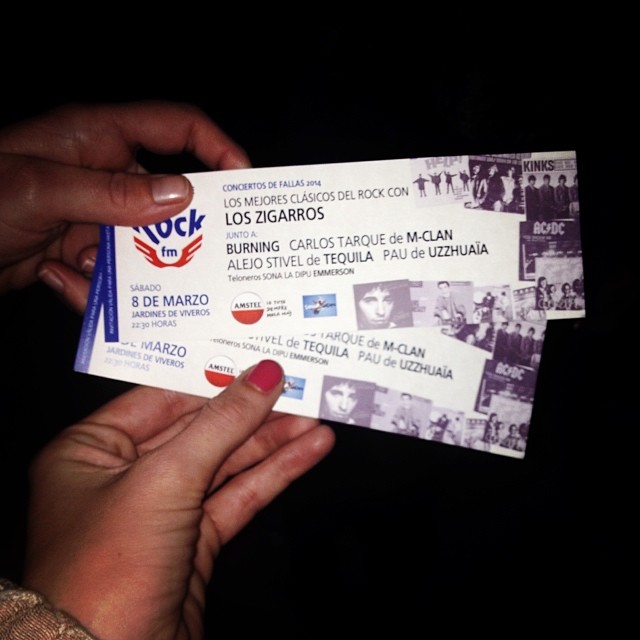 CONCIERTOS DE FALLAS 2014
LOS MEJORES CLÁSICOS DEL ROCK CON
LOS ZIGARROS
JUNTO A:
BURNING CARLOS TARQUE de M-CLAN
ALEJO STIVEL de TEQUILA PAU de UZZHUAÏA
Teloneros SONA LA DIPU EMMERSON
Rock
fm
SÁBADO
8 DE MARZO
JARDINES DE VIVEROS
22:30 HORAS
AMSTEL
HELP!
KINKS
AC/DC
DE MARZO
JARDINES DE VIVEROS
22:30 HORAS
STIVEL de TEQUILA
TARQUE de M-CLAN
PAU de UZZHUAÏA
Teloneros SONA LA DIPU EMMERSON
AMSTEL
AC/DC